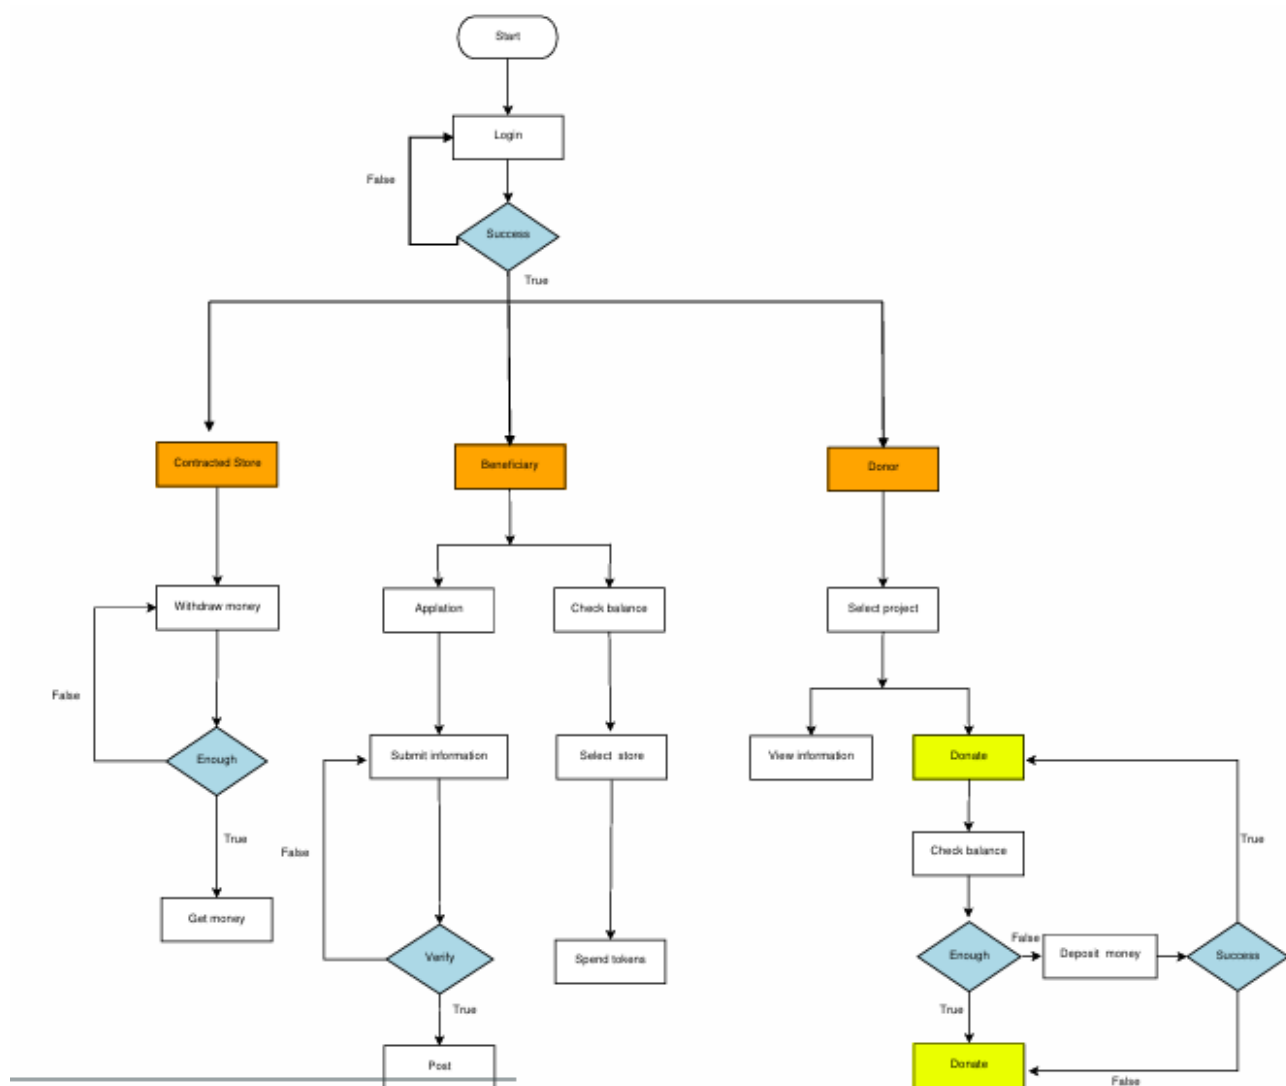 Start
Login
False
Success
True
Contracted Store
Beneficiary
Donor
Withdraw money
Applation
Check balance
Select project
False
Enough
Submit information
Select store
View information
Donate
True
False
Check balance
True
Get money
Verify
Spend tokens
Enough
False
Deposit money
Success
True
True
Post
Donate
False